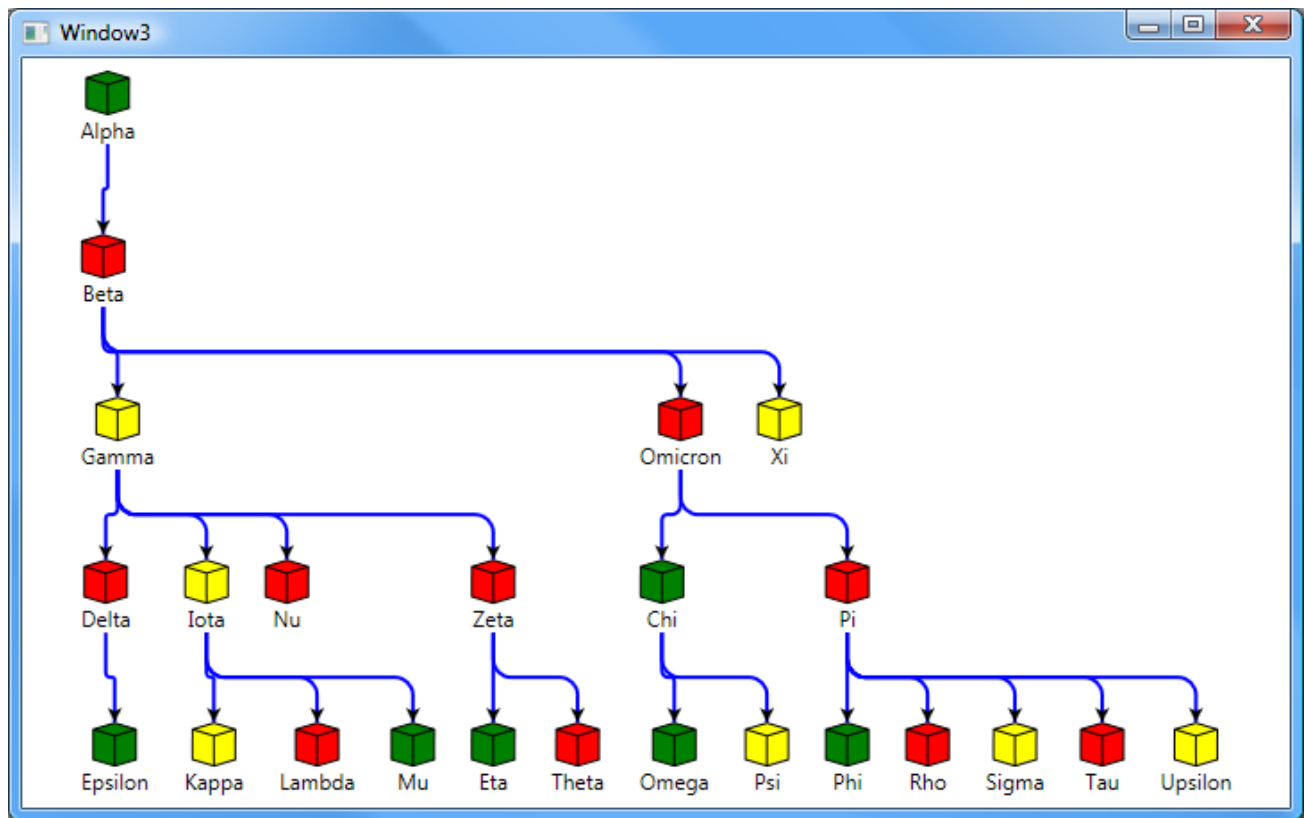 Window3
Alpha
Beta
Gamma Omicron Xi
Delta Iota Nu Zeta Chi Pi
Epsilon Kappa Lambda Mu Eta Theta Omega Psi Phi Rho Sigma Tau Upsilon